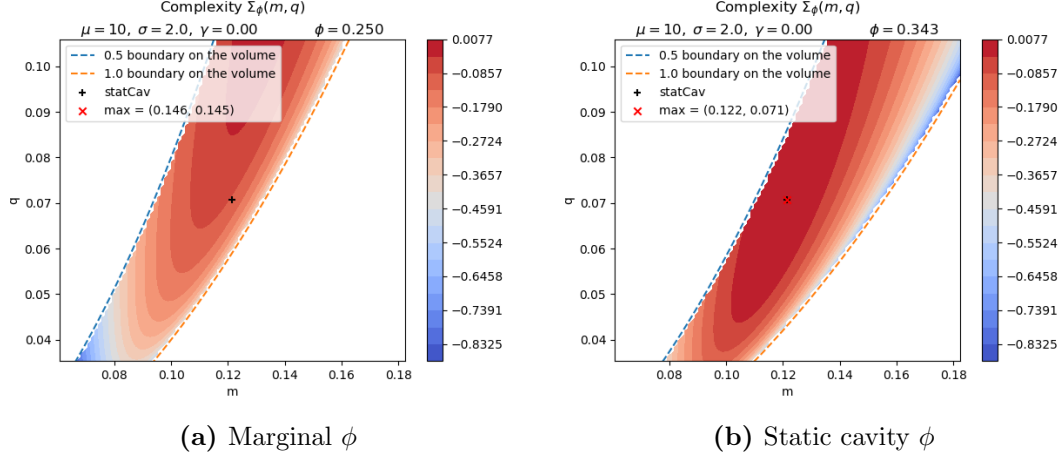 Complexity Σ_ϕ(m, q)
μ = 10, σ = 2.0, γ = 0.00 ϕ = 0.250
0.5 boundary on the volume
1.0 boundary on the volume
statCav
max = (0.146, 0.145)
0.10
0.09
0.08
0.07
0.06
0.05
0.04
q
0.08 0.10 0.12 0.14 0.16 0.18
m
0.0077
−0.0857
−0.1790
−0.2724
−0.3657
−0.4591
−0.5524
−0.6458
−0.7391
−0.8325
(a) Marginal ϕ
Complexity Σ_ϕ(m, q)
μ = 10, σ = 2.0, γ = 0.00 ϕ = 0.343
0.5 boundary on the volume
1.0 boundary on the volume
statCav
max = (0.122, 0.071)
0.10
0.09
0.08
0.07
0.06
0.05
0.04
q
0.08 0.10 0.12 0.14 0.16 0.18
m
0.0077
−0.0857
−0.1790
−0.2724
−0.3657
−0.4591
−0.5524
−0.6458
−0.7391
−0.8325
(b) Static cavity ϕ